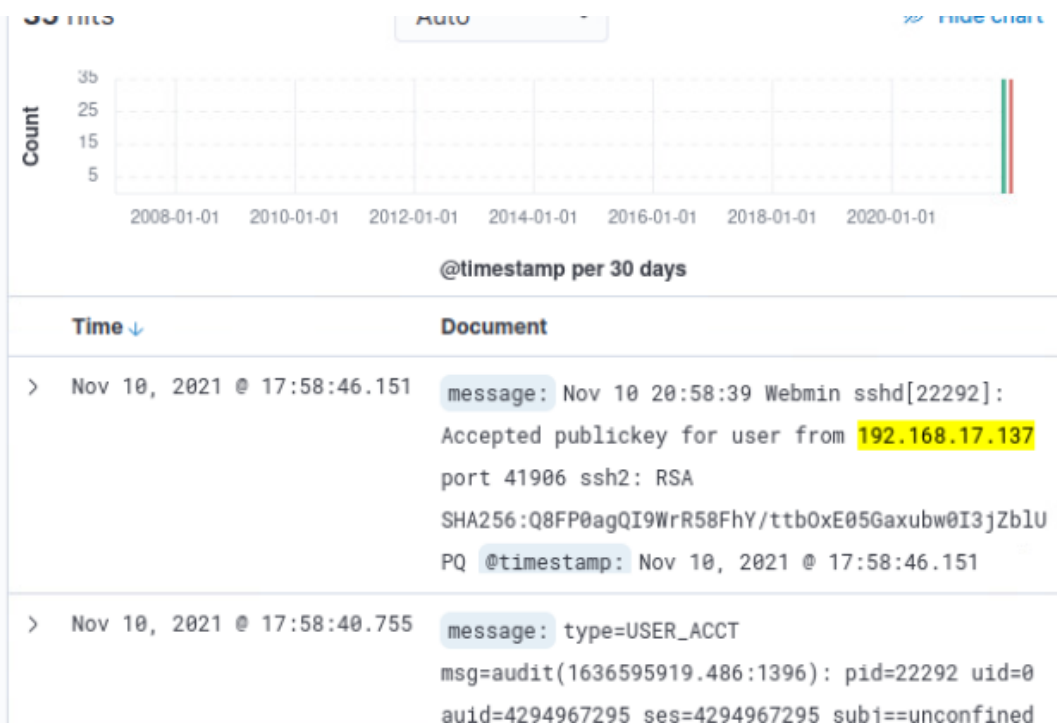 35 hits
Auto
Hide chart
Count
35
25
15
5
2008-01-01 2010-01-01 2012-01-01 2014-01-01 2016-01-01 2018-01-01 2020-01-01
@timestamp per 30 days
Time Document
Nov 10, 2021 @ 17:58:46.151
message: Nov 10 20:58:39 Webmin sshd[22292]:
Accepted publickey for user from 192.168.17.137
port 41906 ssh2: RSA
SHA256:Q8FP0agQI9WrR58FhY/ttbOxE05Gaxubw0I3jZblU
PQ @timestamp: Nov 10, 2021 @ 17:58:46.151
Nov 10, 2021 @ 17:58:40.755
message: type=USER_ACCT
msg=audit(1636595919.486:1396): pid=22292 uid=0
auid=4294967295 ses=4294967295 subj==unconfined